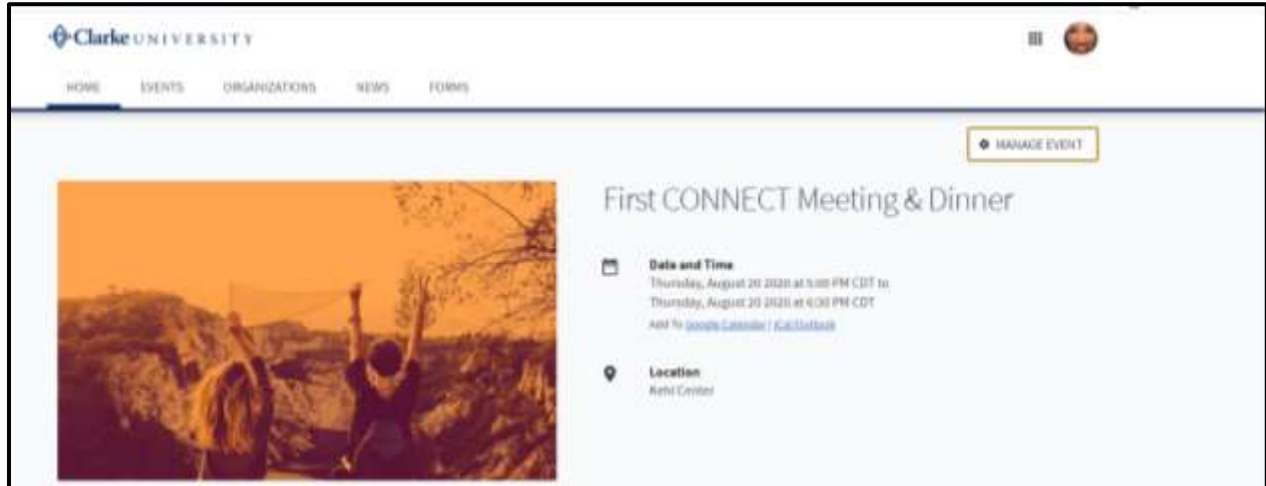 Clarke UNIVERSITY
HOME EVENTS ORGANIZATIONS NEWS FORMS
MANAGE EVENT
First CONNECT Meeting & Dinner
Date and Time
Thursday, August 20 2020 at 5:00 PM CDT to
Thursday, August 20 2020 at 6:30 PM CDT
Add To Google Calendar | iCal/Outlook
Location
Kehl Center